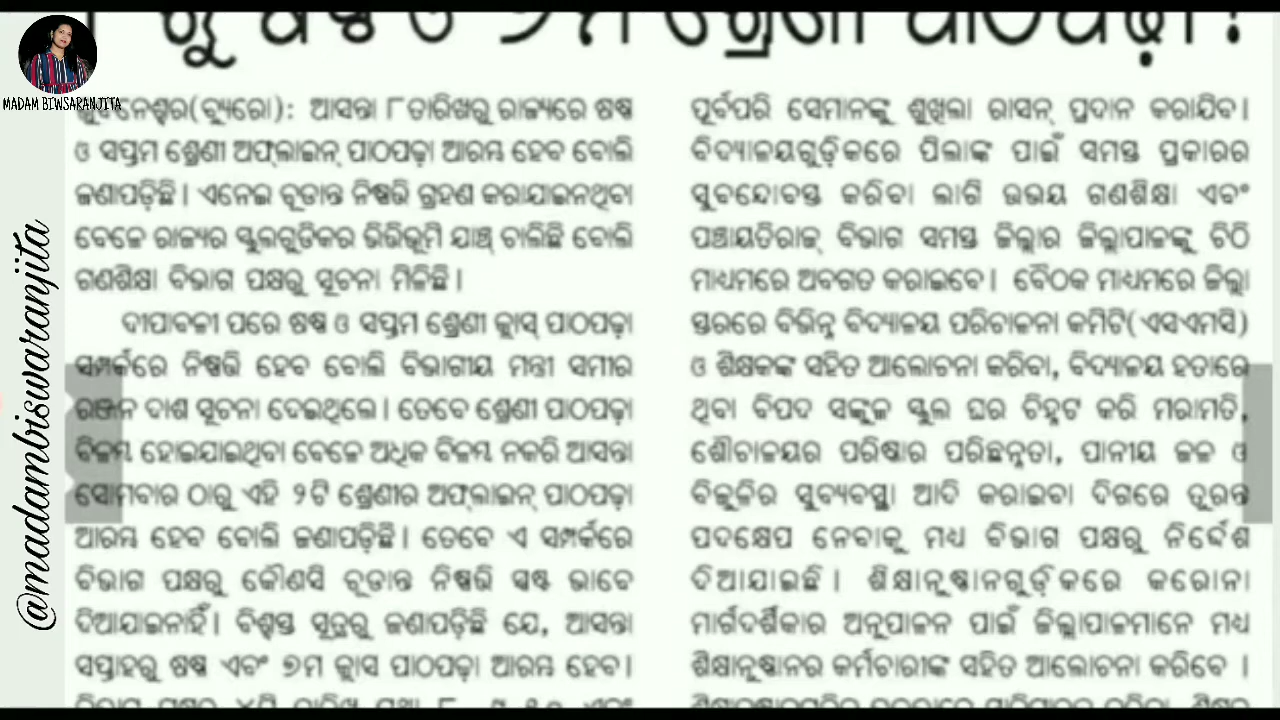 MADAM BIWSARANJITA
@madambiswaranjita
ରୁ ଷଷ୍ଠ ଓ ୭ମ ଶ୍ରେଣୀ ପାଠପଢ଼ା !
ଭୁବନେଶ୍ୱର(ବ୍ୟୁରୋ): ଆସନ୍ତା ୮ ତାରିଖରୁ ରାଜ୍ୟରେ ଷଷ୍ଠ
ଓ ସପ୍ତମ ଶ୍ରେଣୀ ଅଫ୍‌ଲାଇନ୍ ପାଠପଢ଼ା ଆରମ୍ଭ ହେବ ବୋଲି
ଜଣାପଡ଼ିଛି। ଏନେଇ ଚୂଡାନ୍ତ ନିଷ୍ପତ୍ତି ଗ୍ରହଣ କରାଯାଇନଥିବା
ବେଳେ ରାଜ୍ୟର ସ୍କୁଲଗୁଡିକର ଭିତ୍ତିଭୂମି ଯାଞ୍ଚ୍ ଚାଲିଛି ବୋଲି
ଗଣଶିକ୍ଷା ବିଭାଗ ପକ୍ଷରୁ ସୂଚନା ମିଳିଛି।
ଦୀପାବଳୀ ପରେ ଷଷ୍ଠ ଓ ସପ୍ତମ ଶ୍ରେଣୀ କ୍ଲାସ୍ ପାଠପଢ଼ା
ସମ୍ପର୍କରେ ନିଷ୍ପତ୍ତି ହେବ ବୋଲି ବିଭାଗୀୟ ମନ୍ତ୍ରୀ ସମୀର
ରଞ୍ଜନ ଦାଶ ସୂଚନା ଦେଇଥିଲେ। ତେବେ ଶ୍ରେଣୀ ପାଠପଢ଼ା
ବିଳମ୍ବ ହୋଇଯାଇଥିବା ବେଳେ ଅଧିକ ବିଳମ୍ବ ନକରି ଆସନ୍ତା
ସୋମବାର ଠାରୁ ଏହି ୨ଟି ଶ୍ରେଣୀର ଅଫ୍‌ଲାଇନ୍ ପାଠପଢ଼ା
ଆରମ୍ଭ ହେବ ବୋଲି ଜଣାପଡ଼ିଛି। ତେବେ ଏ ସମ୍ପର୍କରେ
ବିଭାଗ ପକ୍ଷରୁ କୌଣସି ଚୂଡାନ୍ତ ନିଷ୍ପତ୍ତି ସ୍ପଷ୍ଟ ଭାବେ
ଦିଆଯାଇନାହିଁ। ବିଶ୍ୱସ୍ତ ସୂତ୍ରରୁ ଜଣାପଡ଼ିଛି ଯେ, ଆସନ୍ତା
ସପ୍ତାହରୁ ଷଷ୍ଠ ଏବଂ ୭ମ କ୍ଲାସ ପାଠପଢ଼ା ଆରମ୍ଭ ହେବ।
ପୂର୍ବପରି ସେମାନଙ୍କୁ ଶୁଖିଲା ରାସନ୍ ପ୍ରଦାନ କରାଯିବ।
ବିଦ୍ୟାଳୟଗୁଡ଼ିକରେ ପିଲାଙ୍କ ପାଇଁ ସମସ୍ତ ପ୍ରକାରର
ସୁବନ୍ଦୋବସ୍ତ କରିବା ଲାଗି ଉଭୟ ଗଣଶିକ୍ଷା ଏବଂ
ପଞ୍ଚାୟତିରାଜ୍ ବିଭାଗ ସମସ୍ତ ଜିଲ୍ଲାର ଜିଲ୍ଲାପାଳଙ୍କୁ ଚିଠି
ମାଧ୍ୟମରେ ଅବଗତ କରାଇବେ। ବୈଠକ ମାଧ୍ୟମରେ ଜିଲ୍ଲା
ସ୍ତରରେ ବିଭିନ୍ନ ବିଦ୍ୟାଳୟ ପରିଚାଳନା କମିଟି(ଏସଏମସି)
ଓ ଶିକ୍ଷକଙ୍କ ସହିତ ଆଲୋଚନା କରିବା, ବିଦ୍ୟାଳୟ ହତାରେ
ଥିବା ବିପଦ ସଙ୍କୁଳ ସ୍କୁଲ ଘର ଚିହ୍ନଟ କରି ମରାମତି,
ଶୌଚାଳୟର ପରିଷ୍କାର ପରିଛନ୍ନତା, ପାନୀୟ ଜଳ ଓ
ବିଜୁଳିର ସୁବ୍ୟବସ୍ଥା ଆଦି କରାଇବା ଦିଗରେ ତୁରନ୍ତ
ପଦକ୍ଷେପ ନେବାକୁ ମଧ୍ୟ ବିଭାଗ ପକ୍ଷରୁ ନିର୍ଦ୍ଦେଶ
ଦିଆଯାଇଛି। ଶିକ୍ଷାନୁଷ୍ଠାନଗୁଡ଼ିକରେ କରୋନା
ମାର୍ଗଦର୍ଶିକାର ଅନୁପାଳନ ପାଇଁ ଜିଲ୍ଲାପାଳମାନେ ମଧ୍ୟ
ଶିକ୍ଷାନୁଷ୍ଠାନର କର୍ମଚାରୀଙ୍କ ସହିତ ଆଲୋଚନା କରିବେ ।